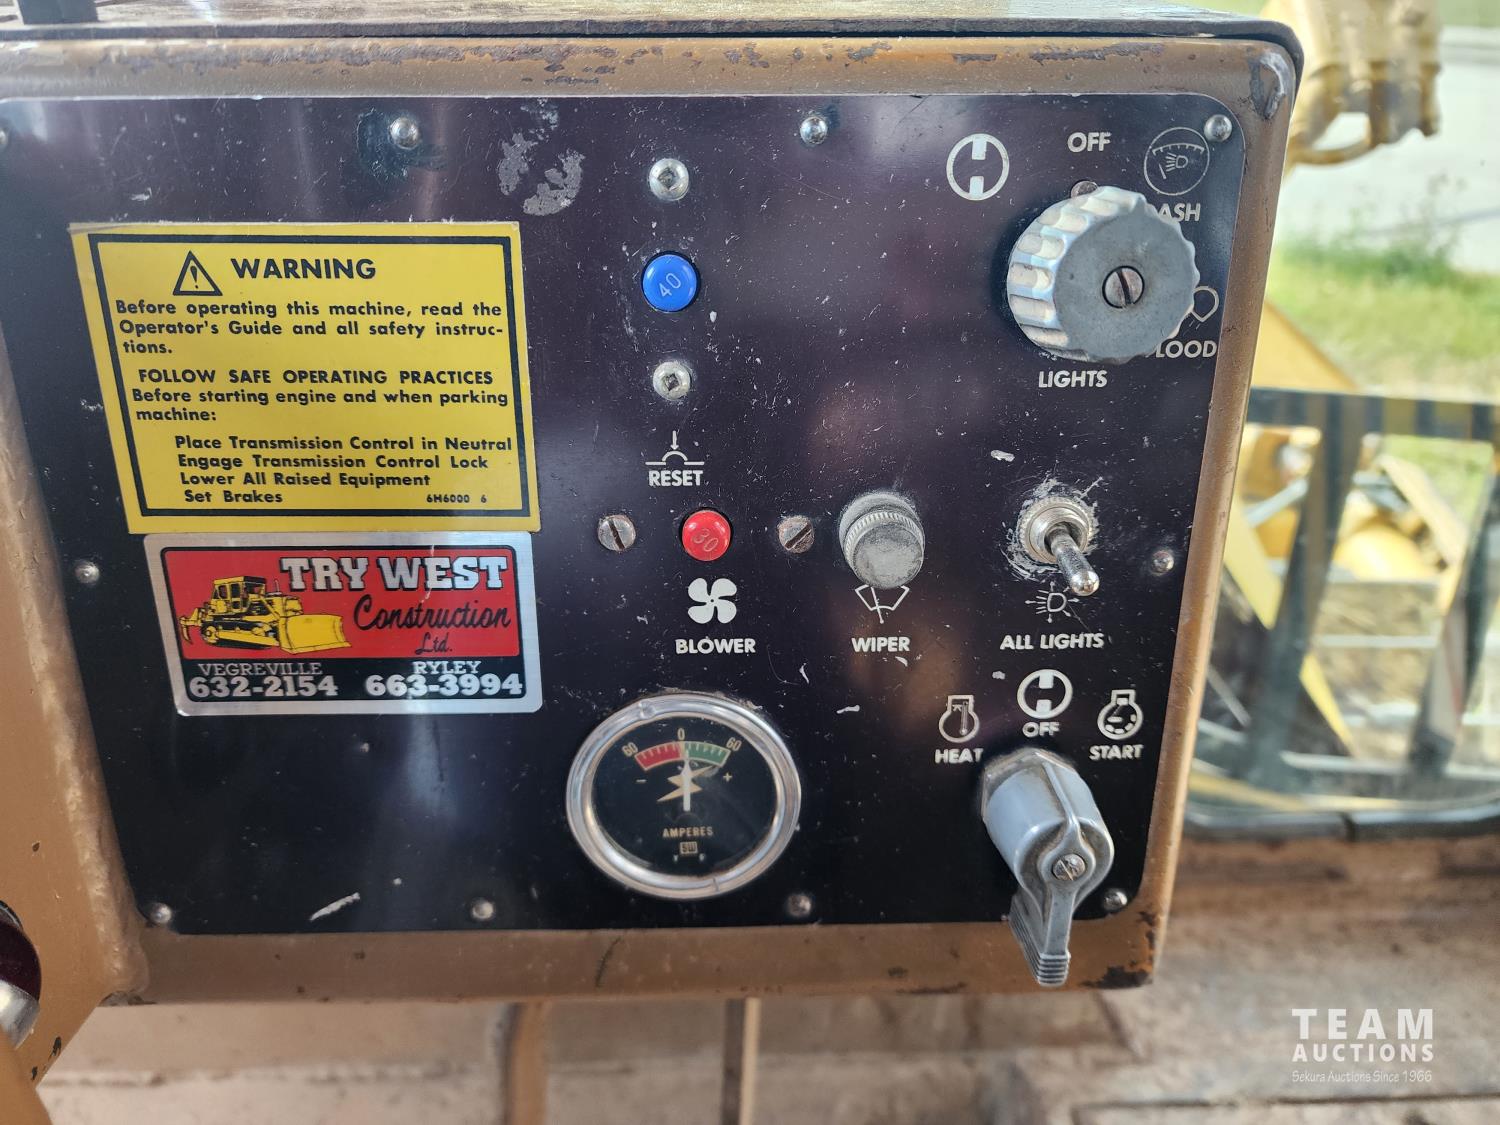 WARNING
Before operating this machine, read the
Operator's Guide and all safety instruc-
tions.
FOLLOW SAFE OPERATING PRACTICES
Before starting engine and when parking
machine:
Place Transmission Control in Neutral
Engage Transmission Control Lock
Lower All Raised Equipment
Set Brakes
6H6000 6
TRY WEST
Construction
Ltd.
VEGREVILLE RYLEY
632-2154 663-3994
40
RESET
30
BLOWER
WIPER
OFF
DASH
LOOD
LIGHTS
ALL LIGHTS
HEAT
OFF
START
60 0 60
- +
AMPERES
SW
TEAM
AUCTIONS
Sekura Auctions Since 1966